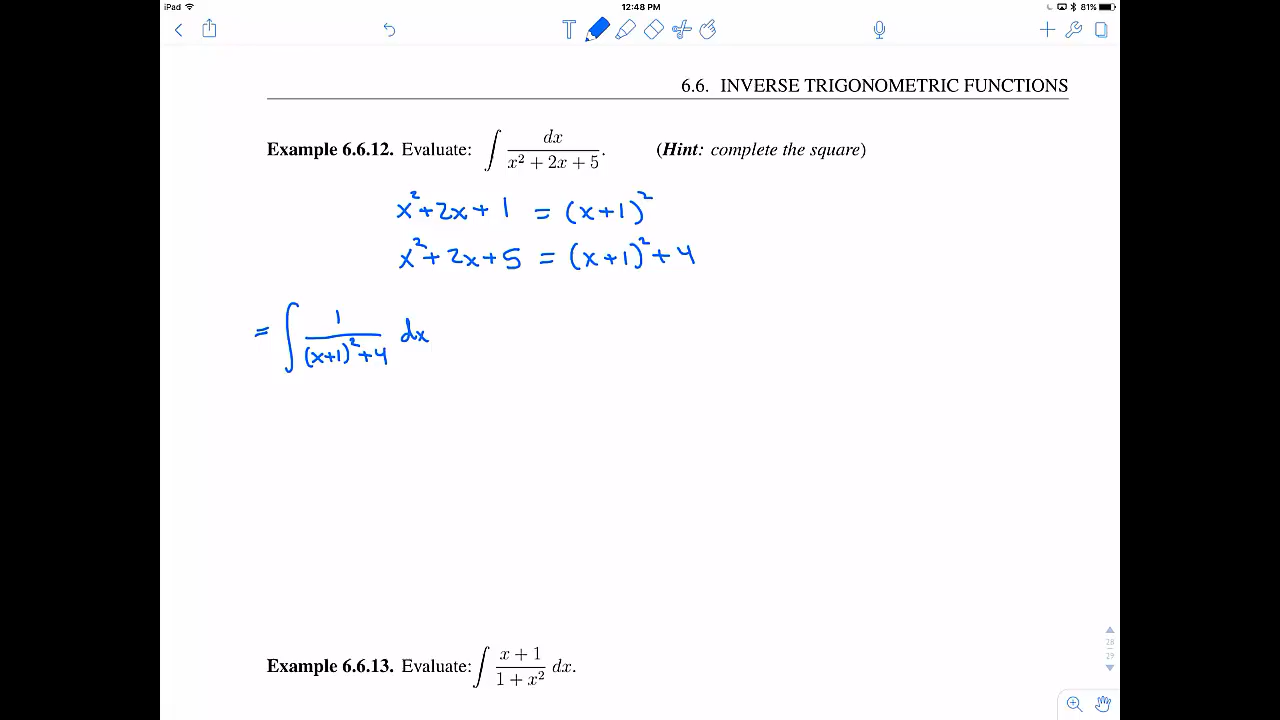 iPad 12:48 PM 81%
T
6.6. INVERSE TRIGONOMETRIC FUNCTIONS
Example 6.6.12. Evaluate: ∫ dx / (x² + 2x + 5). (Hint: complete the square)
x² + 2x + 1 = (x+1)²
x² + 2x + 5 = (x+1)² + 4
= ∫ 1 / ((x+1)² + 4) dx
28
29
Example 6.6.13. Evaluate: ∫ (x + 1) / (1 + x²) dx.